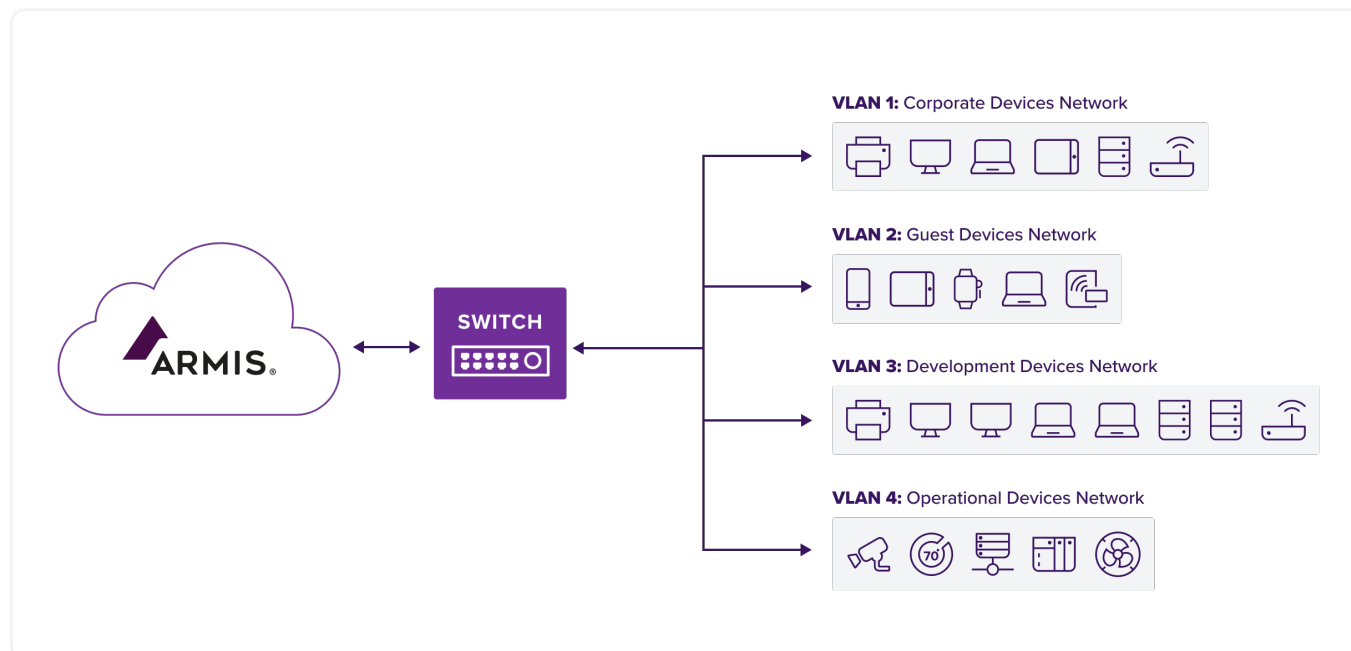 VLAN 1: Corporate Devices Network
VLAN 2: Guest Devices Network
ARMIS®
SWITCH
VLAN 3: Development Devices Network
VLAN 4: Operational Devices Network
70°